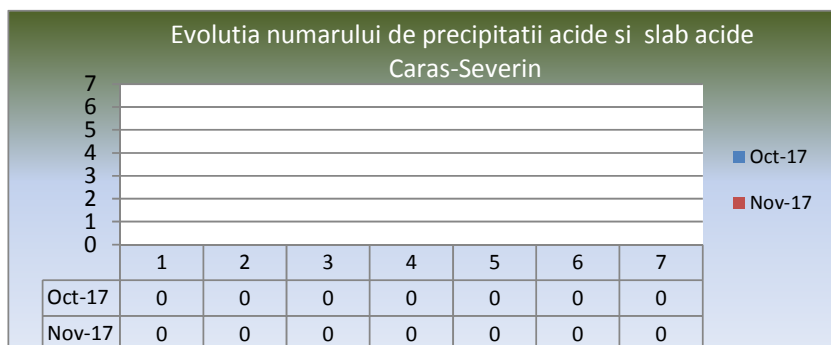 Evolutia numarului de precipitatii acide si slab acide
Caras-Severin
7
6
5
4
3
2
1
0
Oct-17
Nov-17
1 2 3 4 5 6 7
Oct-17 0 0 0 0 0 0 0
Nov-17 0 0 0 0 0 0 0